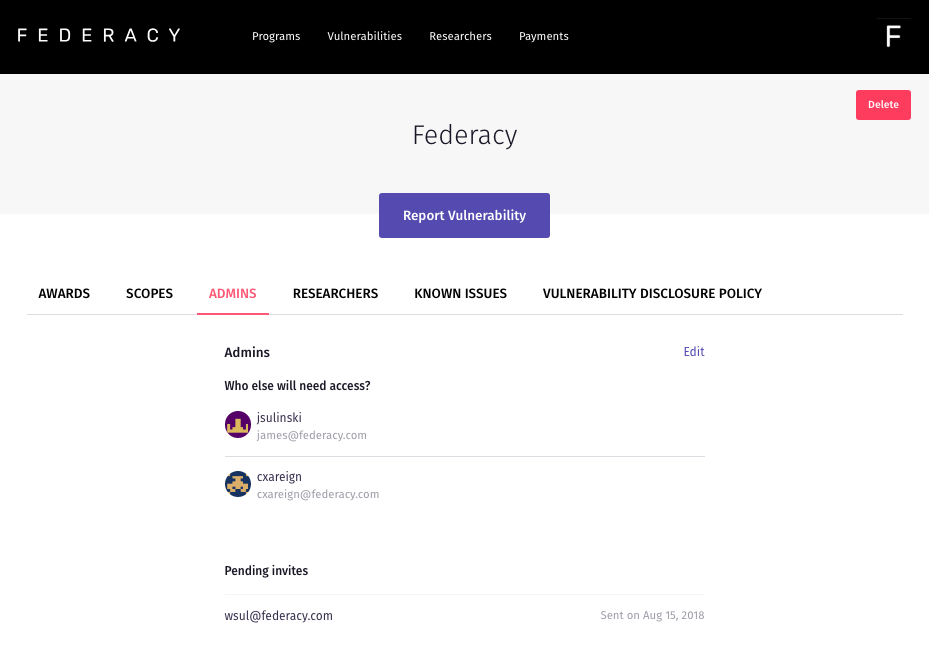 FEDERACY
Programs Vulnerabilities Researchers Payments
F
Delete
Federacy
Report Vulnerability
AWARDS SCOPES ADMINS RESEARCHERS KNOWN ISSUES VULNERABILITY DISCLOSURE POLICY
Admins Edit
Who else will need access?
jsulinski
james@federacy.com
cxareign
cxareign@federacy.com
Pending invites
wsul@federacy.com Sent on Aug 15, 2018